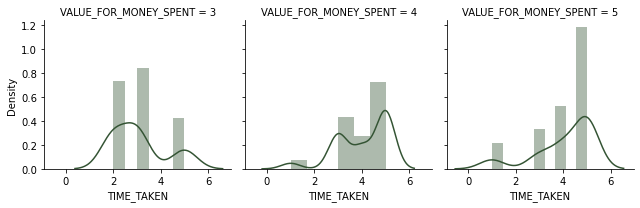 VALUE_FOR_MONEY_SPENT = 3 VALUE_FOR_MONEY_SPENT = 4 VALUE_FOR_MONEY_SPENT = 5
1.2
1.0
0.8
0.6
0.4
0.2
0.0
Density
0 2 4 6 0 2 4 6 0 2 4 6
TIME_TAKEN TIME_TAKEN TIME_TAKEN